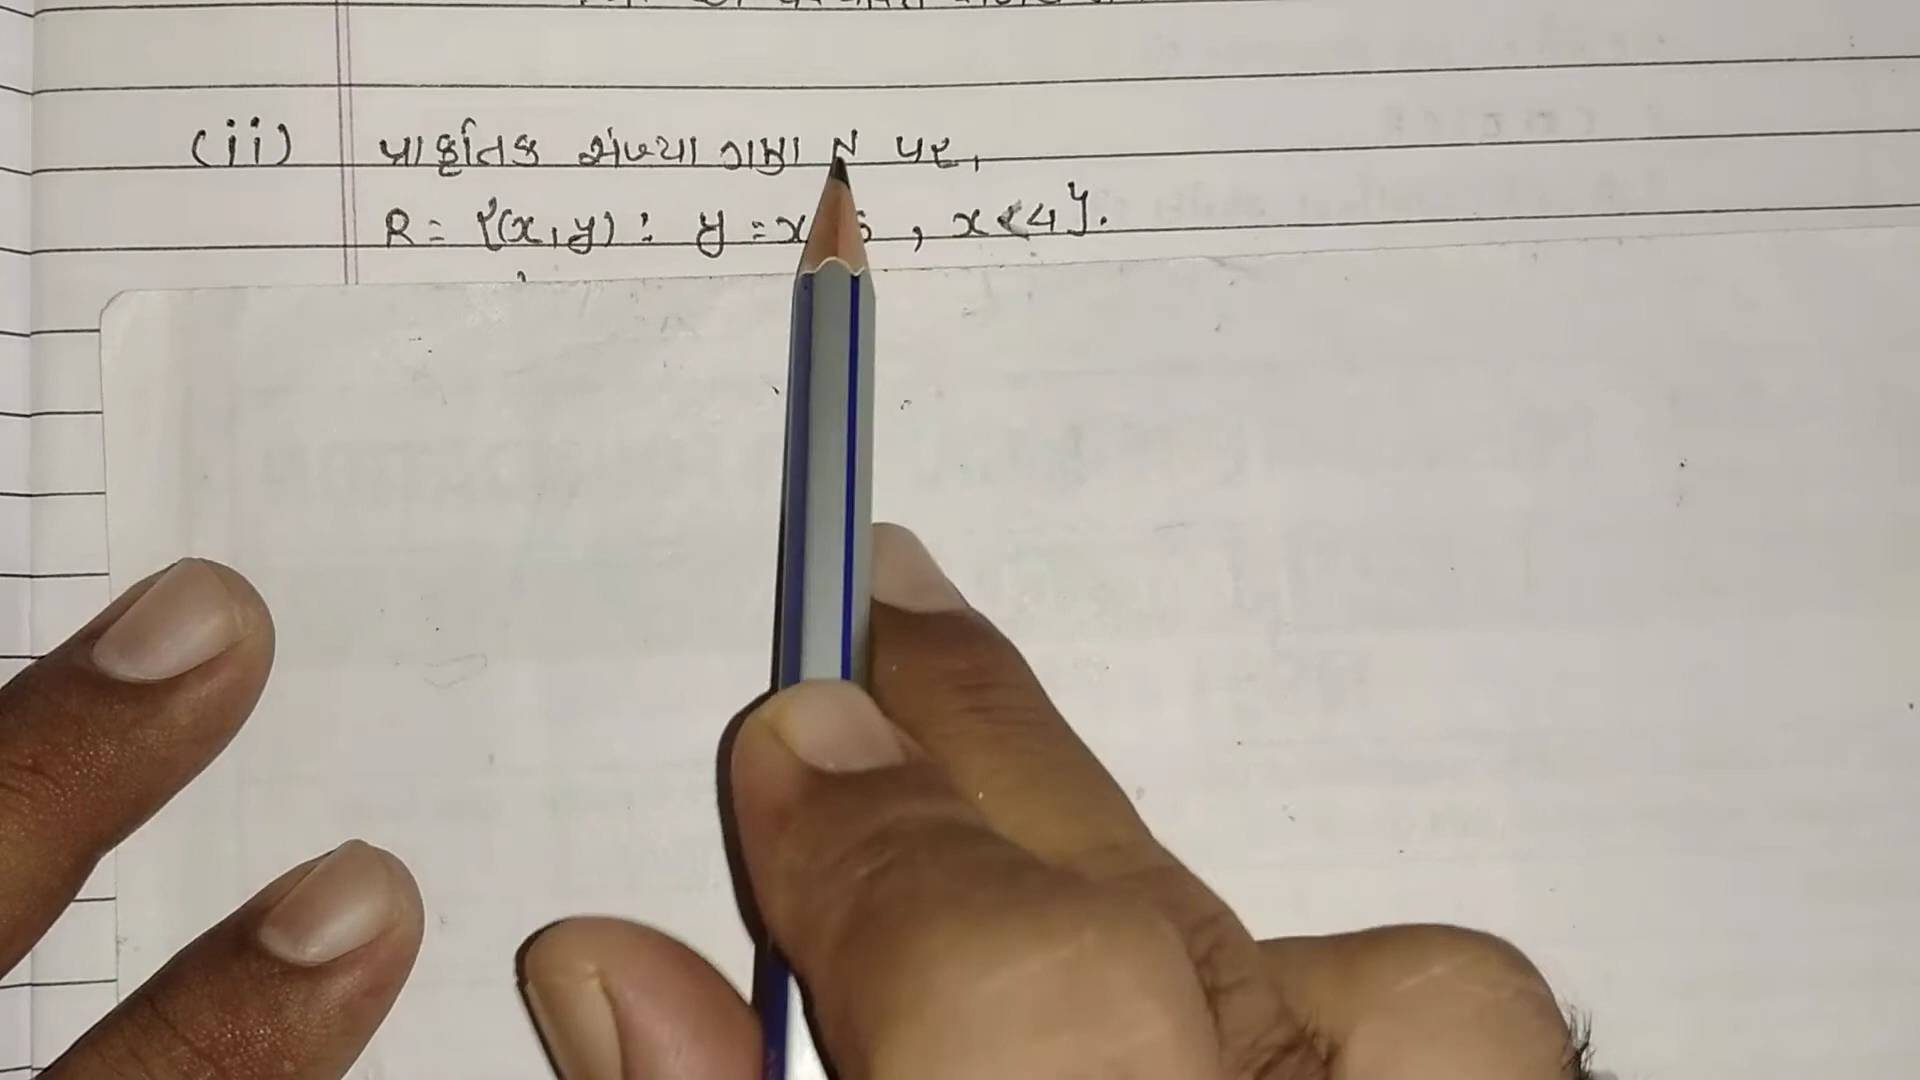 (ii) પ્રાકૃતિક સંખ્યા ગણ N પર,
R = {(x,y) : y = x , x < 4}.